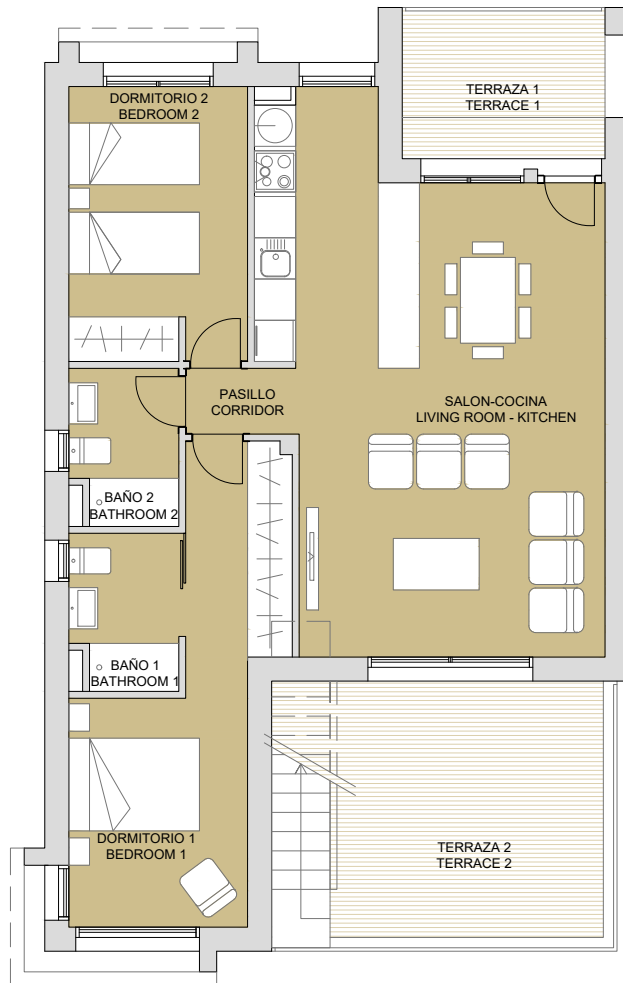 DORMITORIO 2
BEDROOM 2
TERRAZA 1
TERRACE 1
PASILLO
CORRIDOR
SALON-COCINA
LIVING ROOM - KITCHEN
BAÑO 2
BATHROOM 2
BAÑO 1
BATHROOM 1
DORMITORIO 1
BEDROOM 1
TERRAZA 2
TERRACE 2